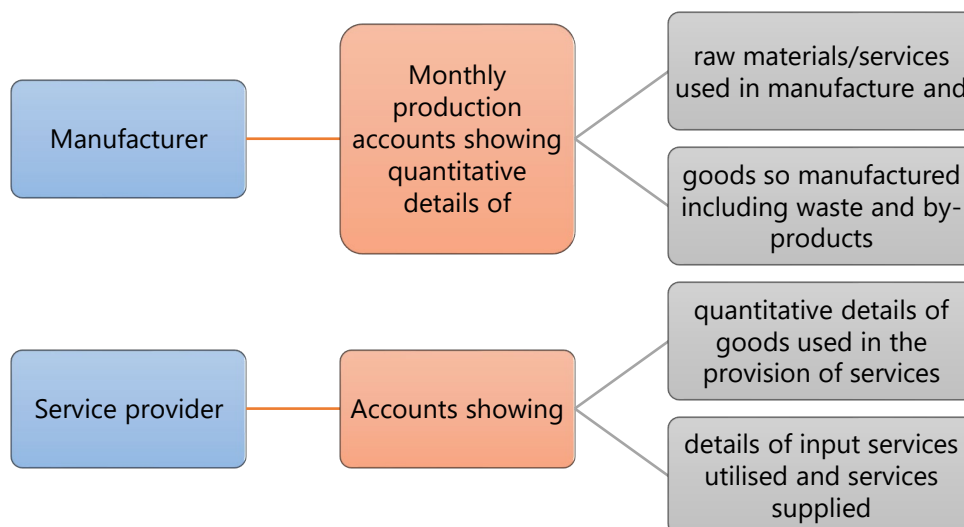 Manufacturer
Monthly
production
accounts showing
quantitative
details of
raw materials/services
used in manufacture and
goods so manufactured
including waste and by-
products
Service provider
Accounts showing
quantitative details of
goods used in the
provision of services
details of input services
utilised and services
supplied